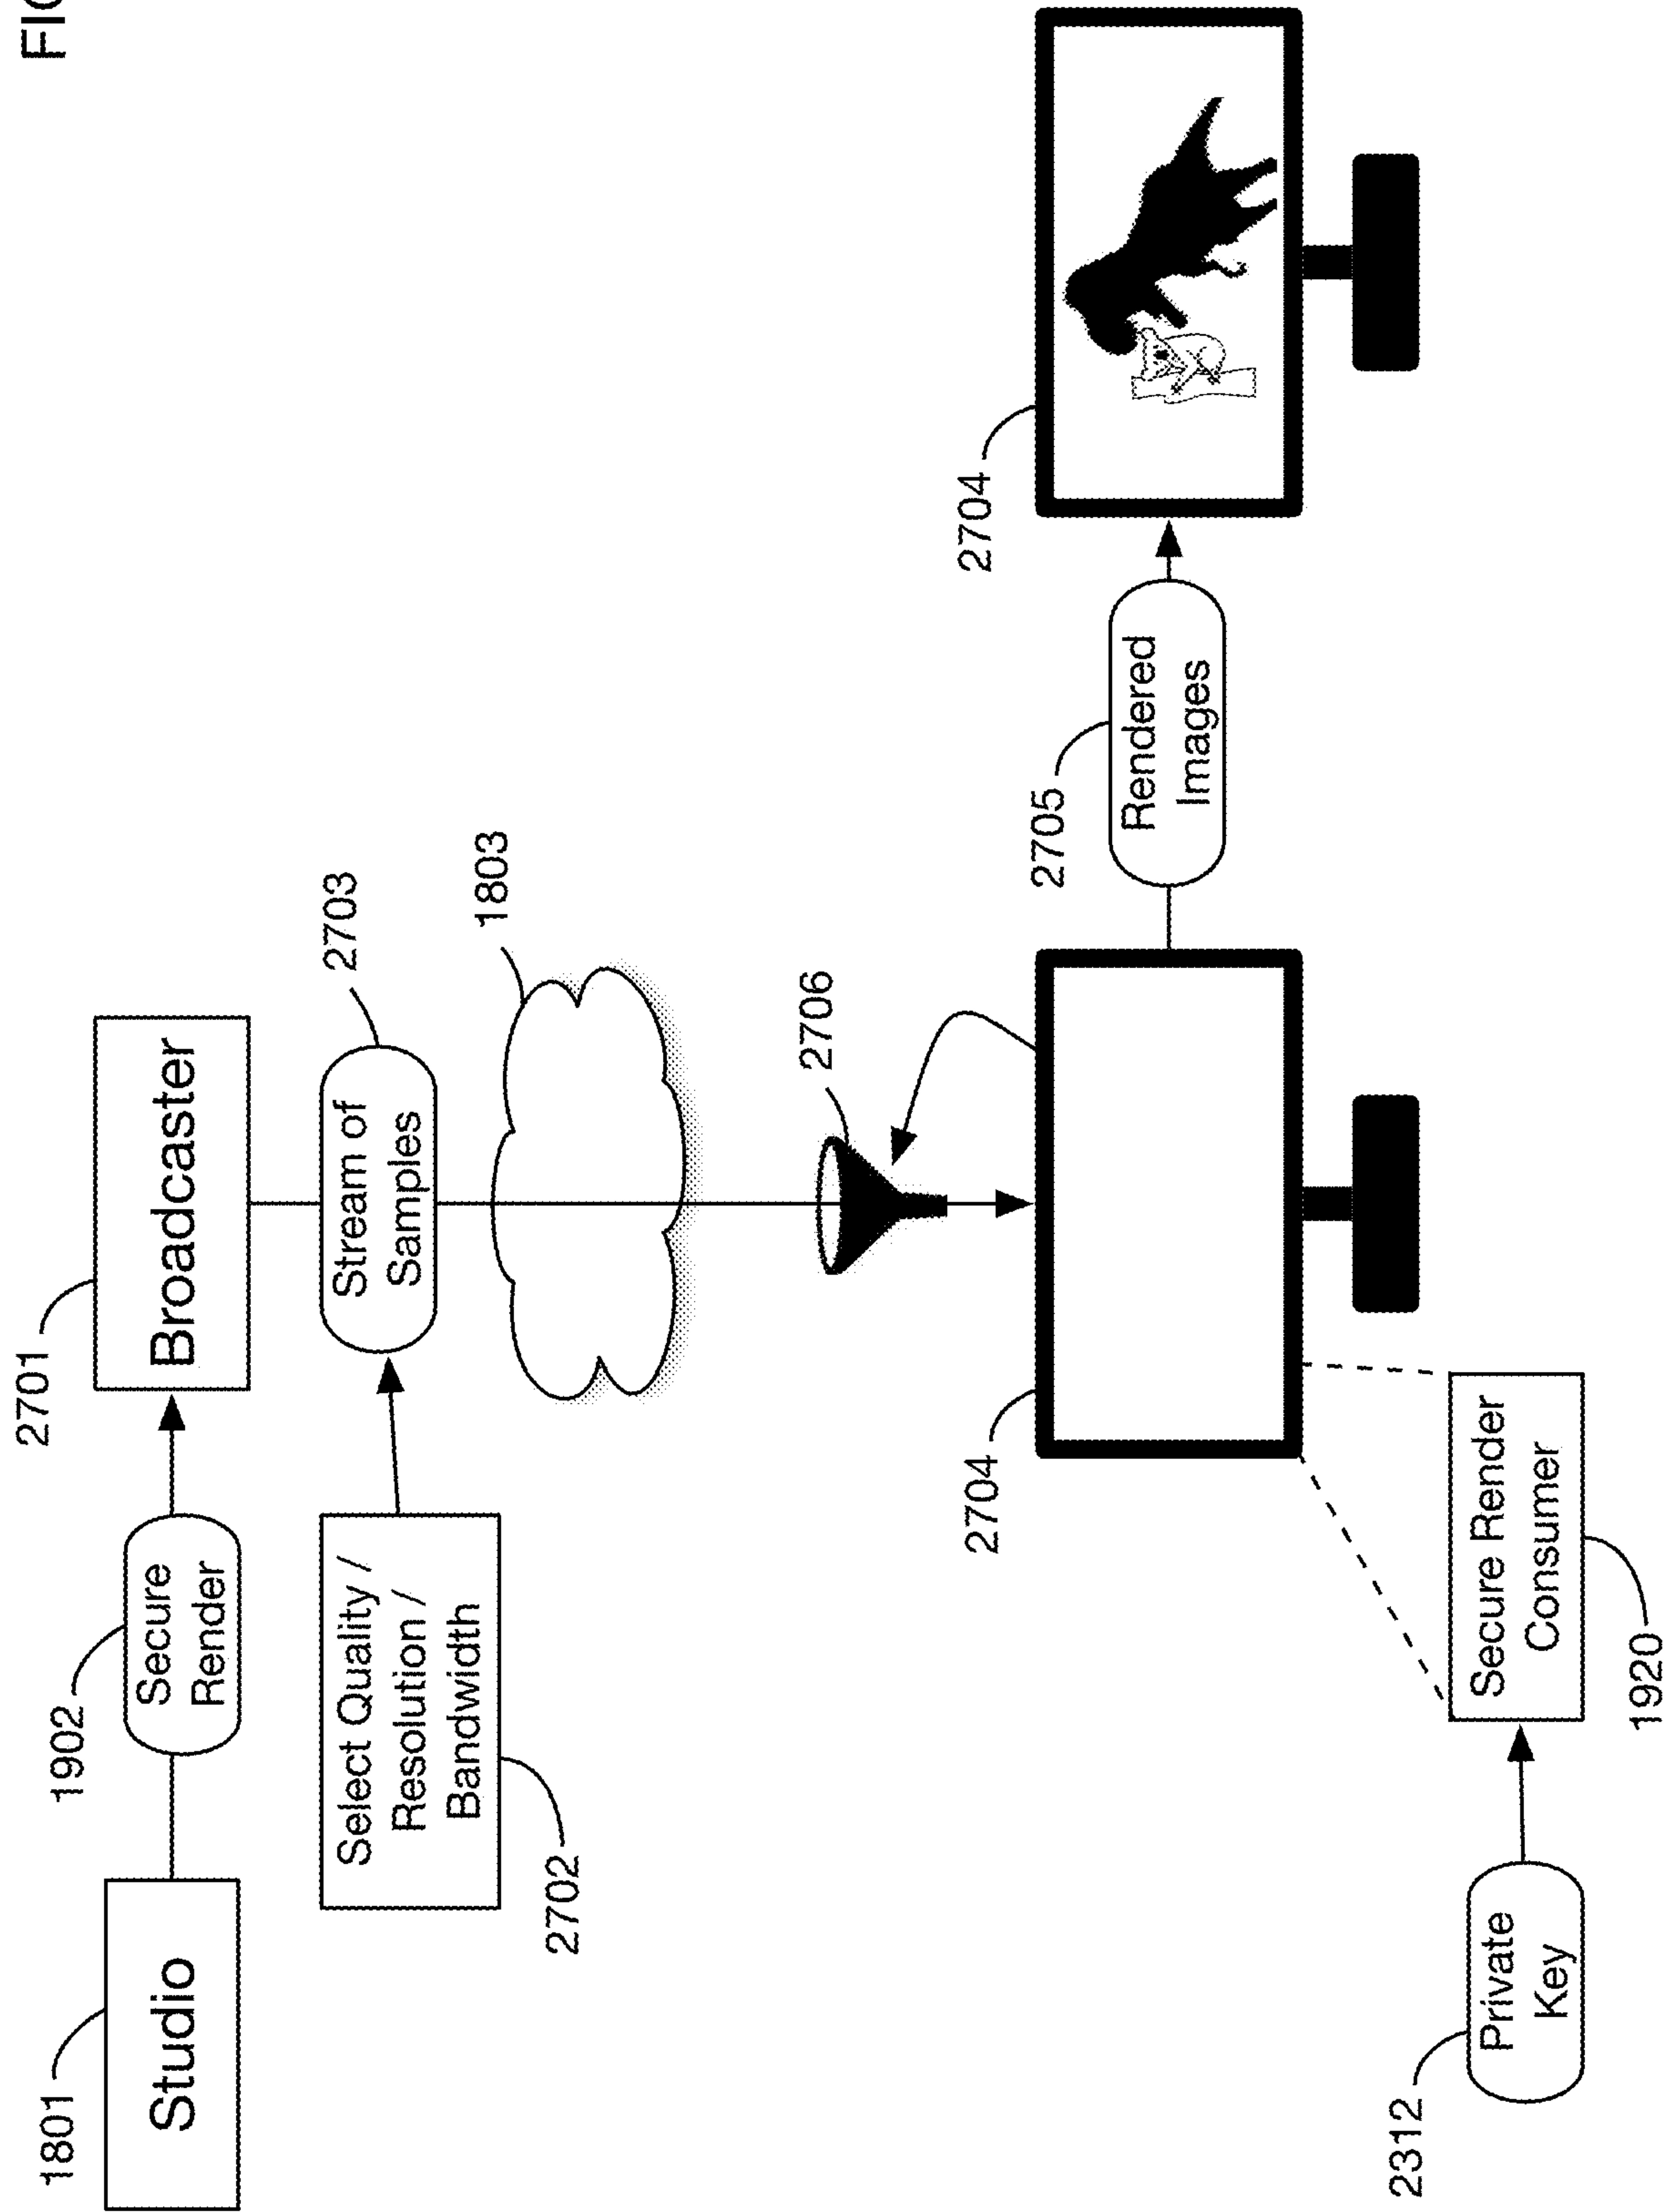 1801
1902
2701
Studio
Secure
Render
Broadcaster
Select Quality /
Resolution /
Bandwidth
2702
Stream of
Samples
2703
1803
2706
2704
2705
2704
Rendered
Images
2312
Private
Key
Secure Render
Consumer
1920